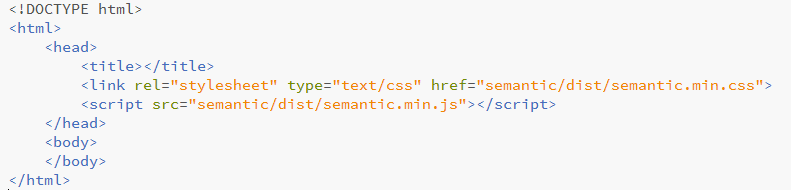 <!DOCTYPE html>
<html>
    <head>
        <title></title>
        <link rel="stylesheet" type="text/css" href="semantic/dist/semantic.min.css">
        <script src="semantic/dist/semantic.min.js"></script>
    </head>
    <body>
    </body>
</html>